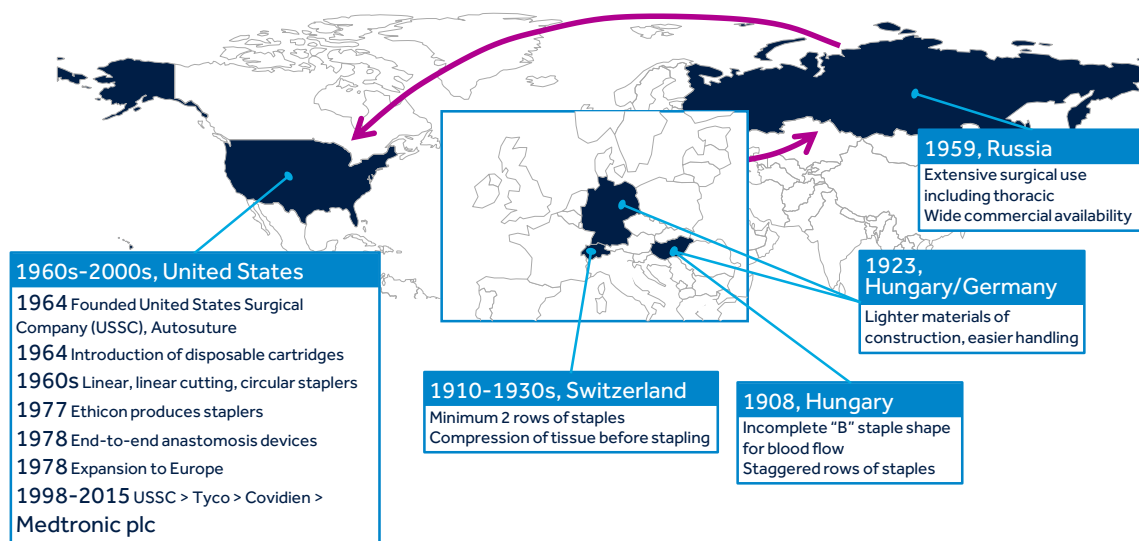 1959, Russia
Extensive surgical use
including thoracic
Wide commercial availability
1923,
Hungary/Germany
Lighter materials of
construction, easier handling
1960s-2000s, United States
1964 Founded United States Surgical
Company (USSC), Autosuture
1964 Introduction of disposable cartridges
1960s Linear, linear cutting, circular staplers
1977 Ethicon produces staplers
1978 End-to-end anastomosis devices
1978 Expansion to Europe
1998-2015 USSC > Tyco > Covidien >
Medtronic plc
1910-1930s, Switzerland
Minimum 2 rows of staples
Compression of tissue before stapling
1908, Hungary
Incomplete “B” staple shape
for blood flow
Staggered rows of staples